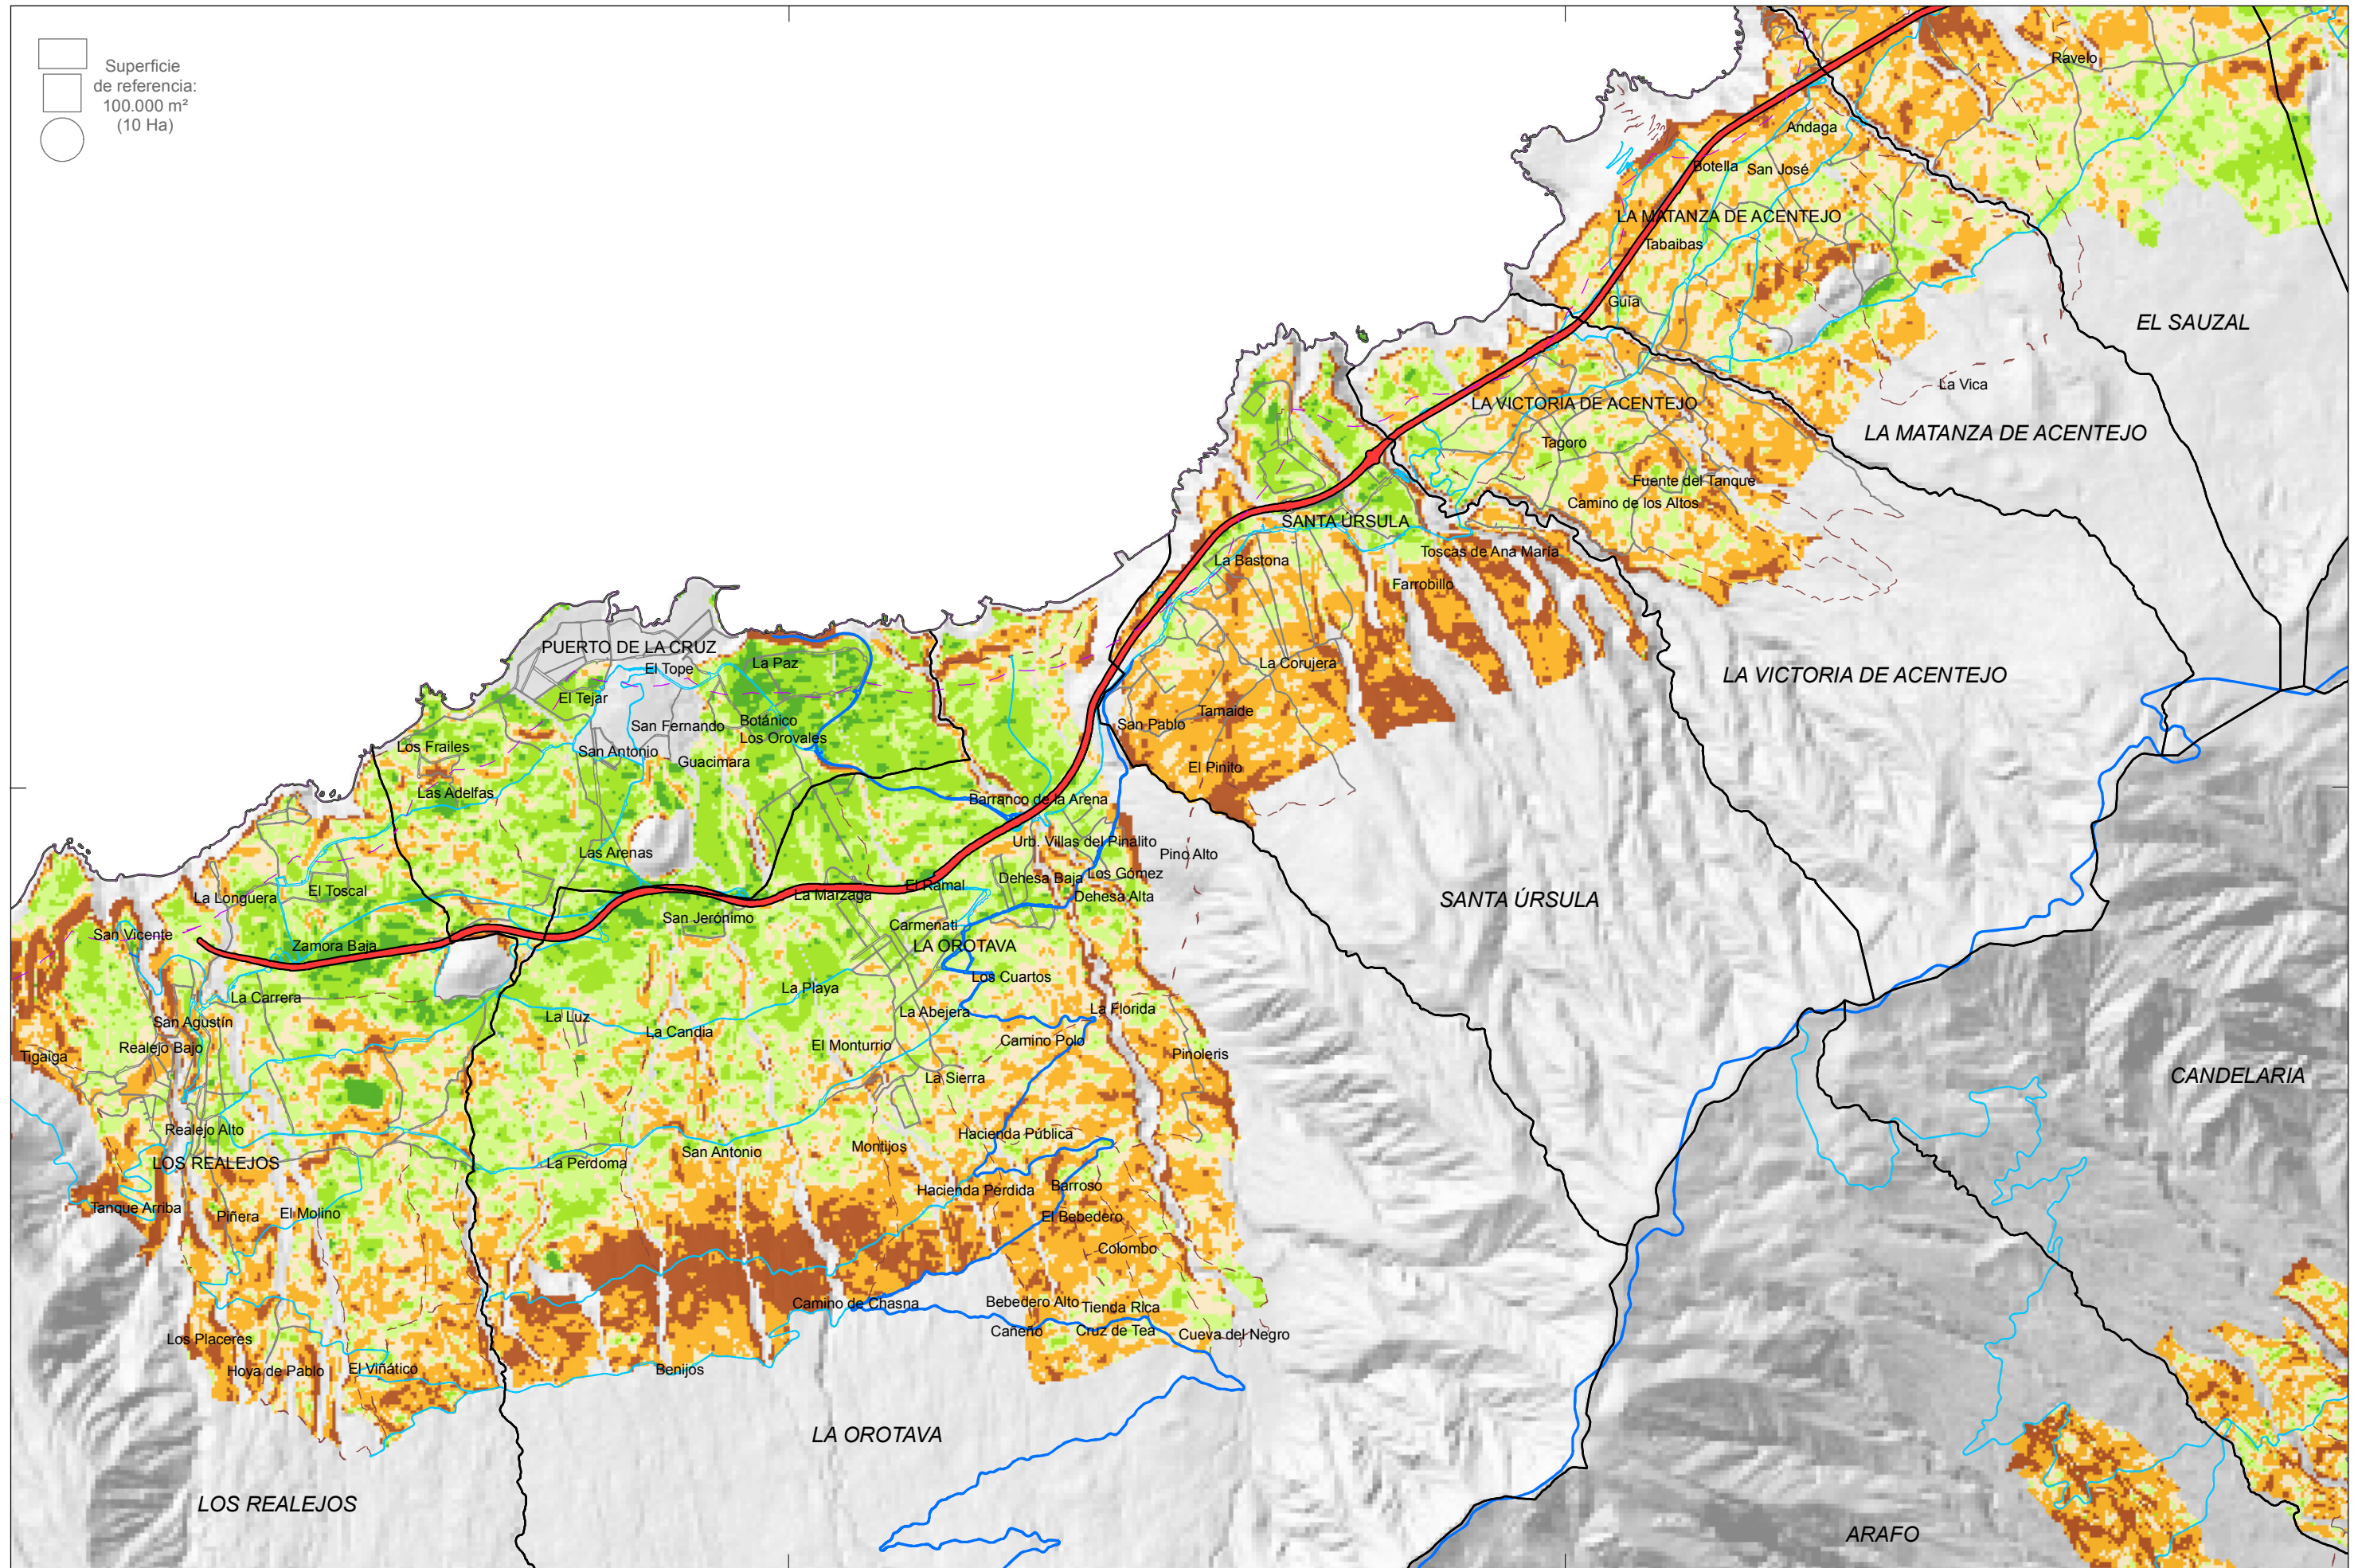 Superficie
de referencia:
100.000 m²
(10 Ha)
Ravelo
Andaga
Botella
San José
LA MATANZA DE ACENTEJO
Tabaibas
Guía
EL SAUZAL
La Vica
LA VICTORIA DE ACENTEJO
LA MATANZA DE ACENTEJO
Tagoro
Fuente del Tanque
Camino de los Altos
SANTA ÚRSULA
Toscas de Ana María
La Bastona
Farrobillo
PUERTO DE LA CRUZ
La Paz
El Tope
La Corujera
LA VICTORIA DE ACENTEJO
El Tejar
Tamaide
San Fernando
Botánico
San Pablo
Los Orovales
Los Frailes
San Antonio
Guacimara
El Pinito
Las Adelfas
Barranco de la Arena
Urb. Villas del Pinalito
Las Arenas
Pino Alto
Los Gómez
Dehesa Baja
El Ramal
El Toscal
La Marzaga
Dehesa Alta
La Longuera
SANTA ÚRSULA
San Jerónimo
Carmenati
San Vicente
Zamora Baja
LA OROTAVA
Los Cuartos
La Playa
La Carrera
La Florida
La Abejera
La Luz
San Agustín
La Candia
Camino Polo
El Monturrio
Realejo Bajo
Pinoleris
Tigaiga
CANDELARIA
La Sierra
Realejo Alto
Hacienda Pública
Montijos
San Antonio
La Perdoma
LOS REALEJOS
Barroso
Hacienda Perdida
Tanque Arriba
El Molino
Piñera
El Bebedero
Colombo
Camino de Chasna
Bebedero Alto
Tienda Rica
Cañeño
Cruz de Tea
Cueva del Negro
Los Placeres
Hoya de Pablo
El Viñático
Benijos
LA OROTAVA
LOS REALEJOS
ARAFO